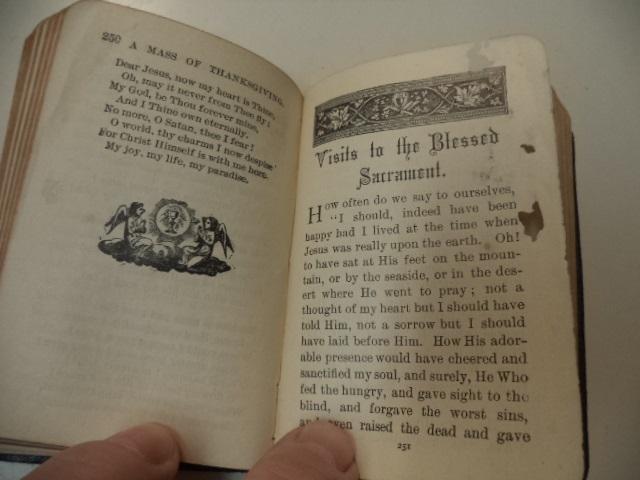 250 A MASS OF THANKSGIVING.
Dear Jesus, now my heart is Thine,
Oh, may it never from Thee fly;
My God, be Thou forever mine,
And I Thine own eternally.
No more, O Satan, thee I fear!
O world, thy charms I now despise
For Christ Himself is with me here,
My joy, my life, my paradise.
Visits to the Blessed
Sacrament.
How often do we say to ourselves,
"I should, indeed have been
happy had I lived at the time when
Jesus was really upon the earth. Oh!
to have sat at His feet on the moun-
tain, or by the seaside, or in the des-
ert where He went to pray; not a
thought of my heart but I should have
told Him, not a sorrow but I should
have laid before Him. How His ador-
able presence would have cheered and
sanctified my soul, and surely, He Who
fed the hungry, and gave sight to the
blind, and forgave the worst sins,
and even raised the dead and gave
251